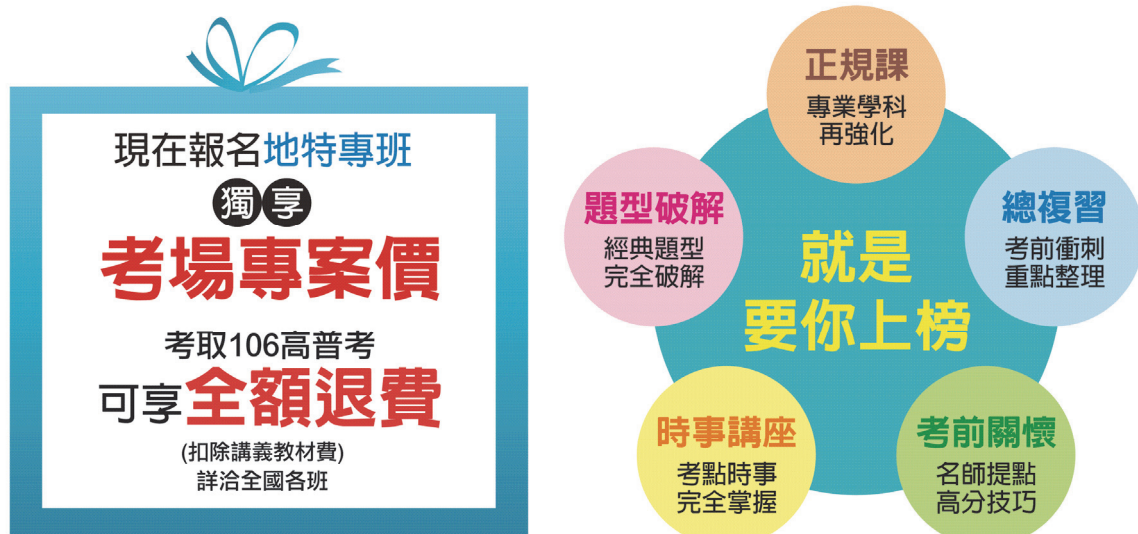 現在報名地特專班
獨享
考場專案價
考取106高普考
可享全額退費
(扣除講義教材費)
詳洽全國各班
正規課
專業學科
再強化
題型破解
經典題型
完全破解
總複習
考前衝刺
重點整理
就是
要你上榜
時事講座
考點時事
完全掌握
考前關懷
名師提點
高分技巧